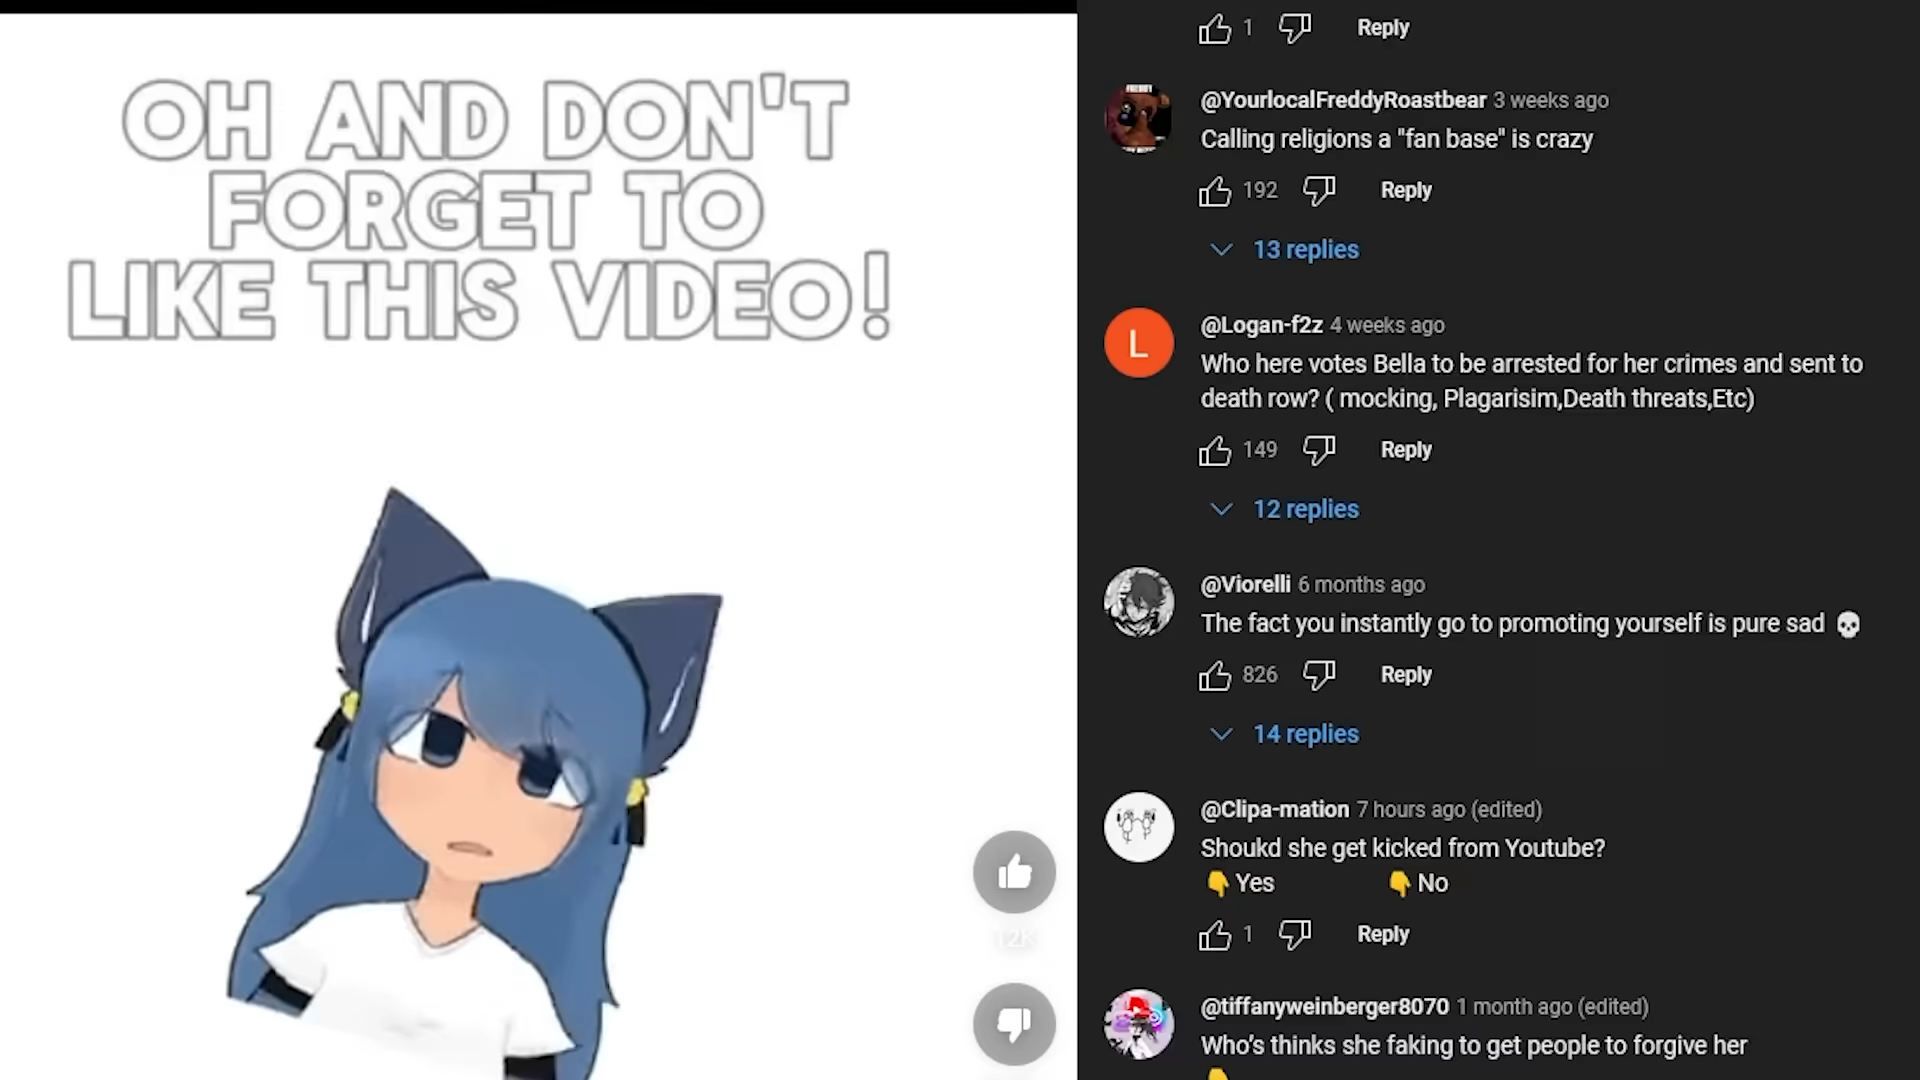 OH AND DON'T
FORGET TO
LIKE THIS VIDEO!
12K
1 Reply
@YourlocalFreddyRoastbear 3 weeks ago
Calling religions a "fan base" is crazy
192 Reply
13 replies
L
@Logan-f2z 4 weeks ago
Who here votes Bella to be arrested for her crimes and sent to
death row? ( mocking, Plagarisim,Death threats,Etc)
149 Reply
12 replies
@Viorelli 6 months ago
The fact you instantly go to promoting yourself is pure sad 💀
826 Reply
14 replies
@Clipa-mation 7 hours ago (edited)
Shoukd she get kicked from Youtube?
👇Yes 👇No
1 Reply
@tiffanyweinberger8070 1 month ago (edited)
Who's thinks she faking to get people to forgive her